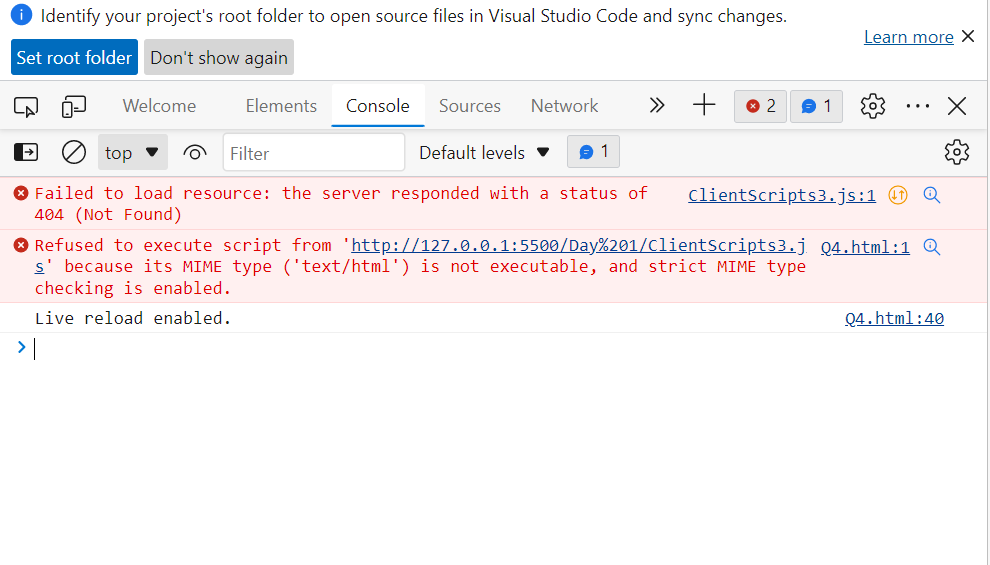 Identify your project's root folder to open source files in Visual Studio Code and sync changes.
Learn more
Set root folder Don't show again
Welcome Elements Console Sources Network 2 1
top Filter Default levels 1
Failed to load resource: the server responded with a status of ClientScripts3.js:1
404 (Not Found)
Refused to execute script from 'http://127.0.0.1:5500/Day%201/ClientScripts3.j Q4.html:1
s' because its MIME type ('text/html') is not executable, and strict MIME type
checking is enabled.
Live reload enabled. Q4.html:40